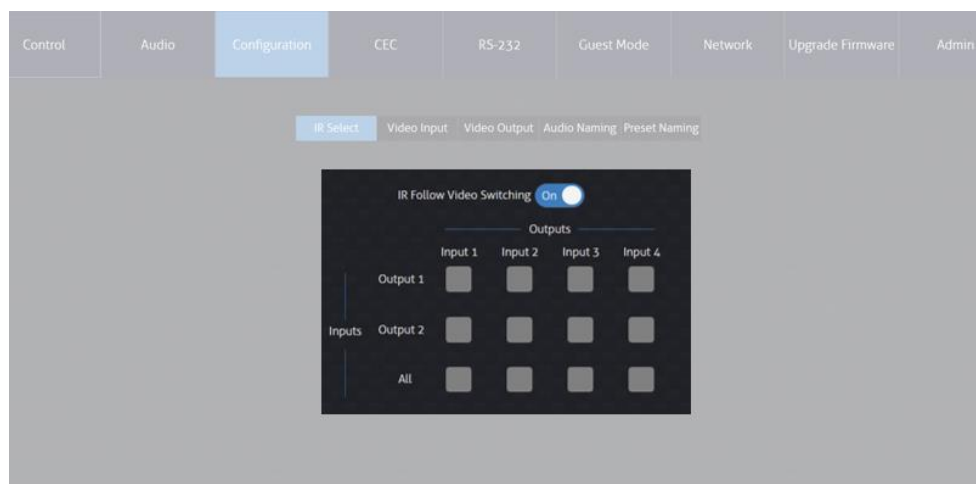 Control Audio Configuration CEC RS-232 Guest Mode Network Upgrade Firmware Admin
IR Select Video Input Video Output Audio Naming Preset Naming
IR Follow Video Switching On
Outputs
Input 1 Input 2 Input 3 Input 4
Output 1
Inputs Output 2
All